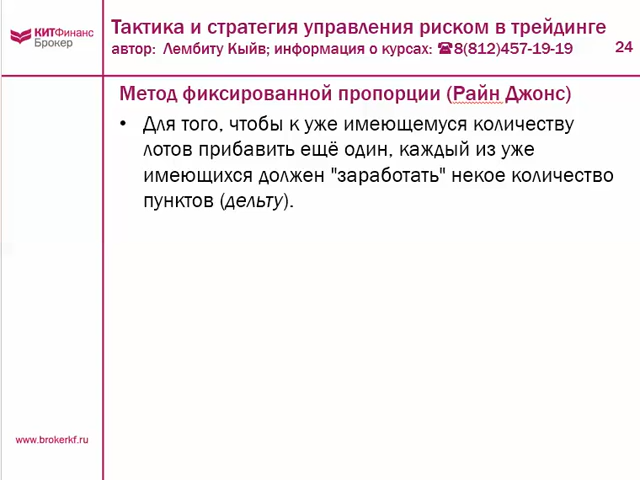 КИТФинанс
Брокер
Тактика и стратегия управления риском в трейдинге
автор: Лембиту Кыйв; информация о курсах: ☎8(812)457-19-19
24
Метод фиксированной пропорции (Райн Джонс)
• Для того, чтобы к уже имеющемуся количеству
лотов прибавить ещё один, каждый из уже
имеющихся должен "заработать" некое количество
пунктов (дельту).
www.brokerkf.ru